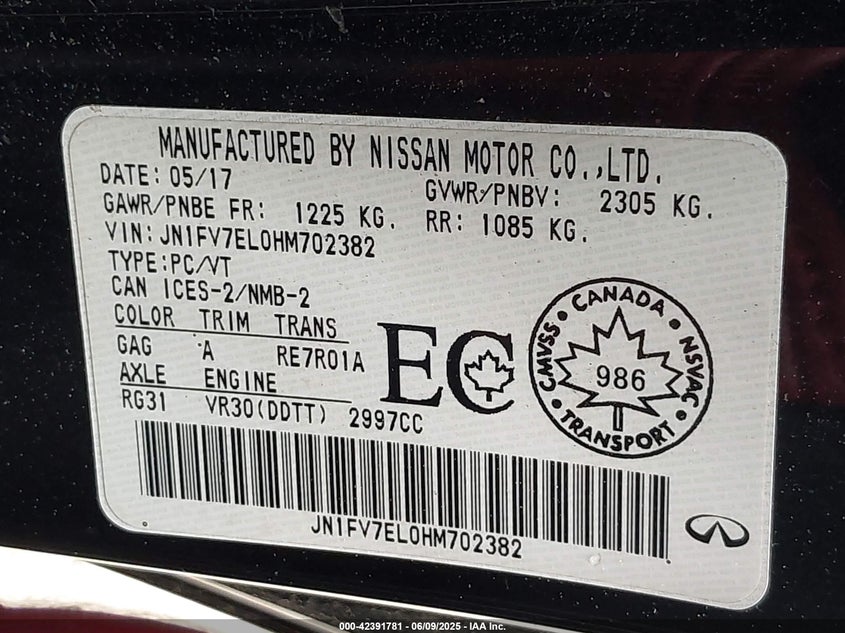 MANUFACTURED BY NISSAN MOTOR CO.,LTD.
DATE: 05/17 GVWR/PNBV: 2305 KG.
GAWR/PNBE FR: 1225 KG. RR: 1085 KG.
VIN: JN1FV7EL0HM702382
TYPE:PC/VT
CAN ICES-2/NMB-2
COLOR TRIM TRANS
GAG A RE7R01A
AXLE ENGINE
RG31 VR30(DDTT) 2997CC
EC
CANADA
CMVSS • NSVAC
986
TRANSPORT
JN1FV7EL0HM702382
000-42391781 - 06/09/2025 - IAA Inc.